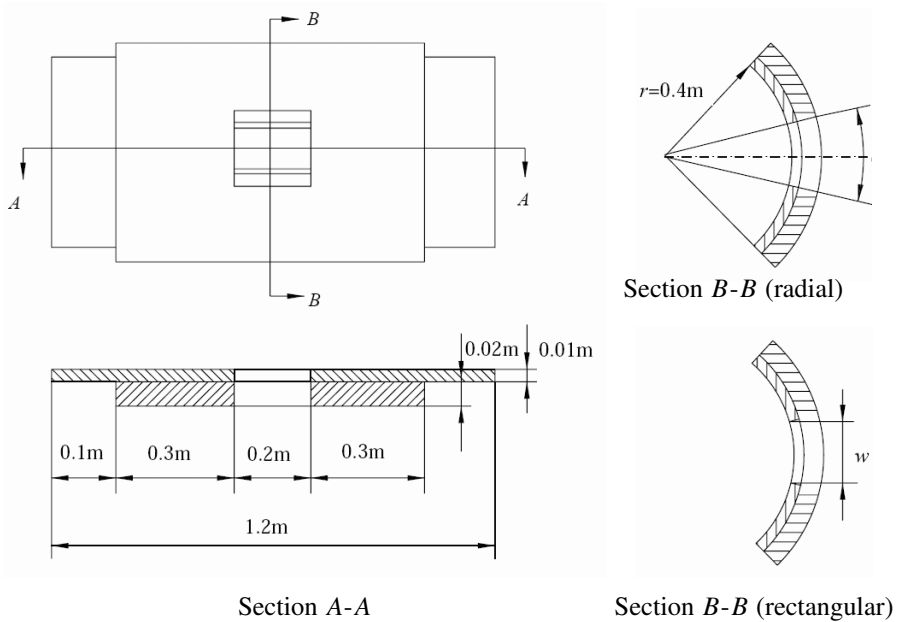 B
A
A
B
r=0.4m
Section B-B (radial)
0.02m 0.01m
0.1m 0.3m 0.2m 0.3m
1.2m
w
Section A-A
Section B-B (rectangular)